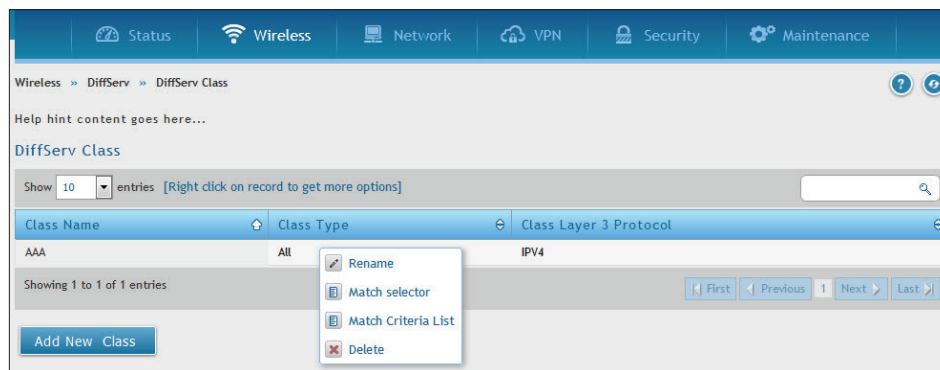 Status Wireless Network VPN Security Maintenance
Wireless » DiffServ » DiffServ Class
Help hint content goes here...
DiffServ Class
Show 10 entries [Right click on record to get more options]
Class Name Class Type Class Layer 3 Protocol
AAA All IPV4
Rename
Showing 1 to 1 of 1 entries First Previous 1 Next Last
Match selector
Match Criteria List
Add New Class
Delete